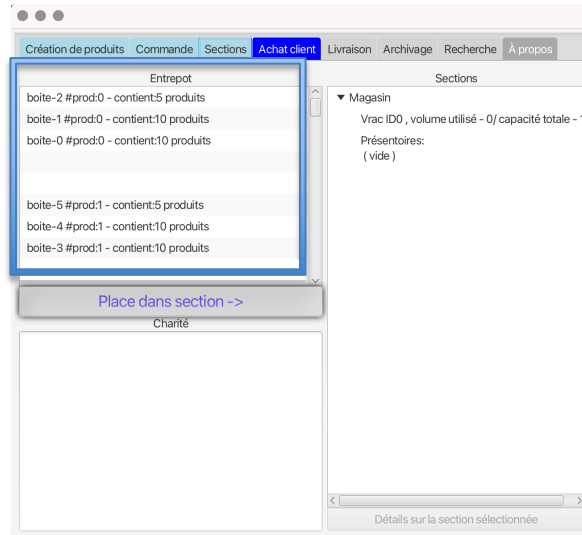 Création de produits Commande Sections Achat client Livraison Archivage Recherche À propos
Entrepot
boite-2 #prod:0 - contient:5 produits
boite-1 #prod:0 - contient:10 produits
boite-0 #prod:0 - contient:10 produits
boite-5 #prod:1 - contient:5 produits
boite-4 #prod:1 - contient:10 produits
boite-3 #prod:1 - contient:10 produits
Place dans section ->
Charité
Sections
▼ Magasin
Vrac ID0 , volume utilisé - 0/ capacité totale -
Présentoires:
( vide )
Détails sur la section sélectionnée